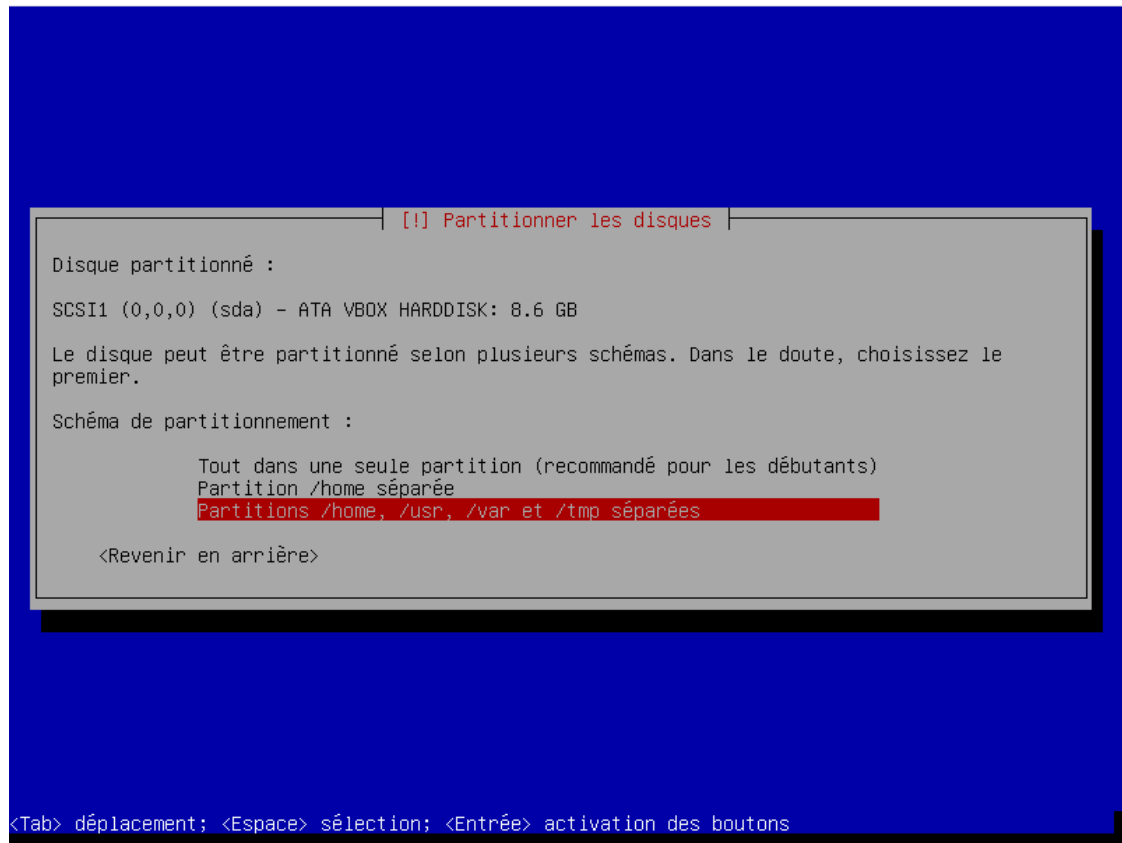 [!] Partitionner les disques
Disque partitionné :
SCSI1 (0,0,0) (sda) - ATA VBOX HARDDISK: 8.6 GB
Le disque peut être partitionné selon plusieurs schémas. Dans le doute, choisissez le
premier.
Schéma de partitionnement :
Tout dans une seule partition (recommandé pour les débutants)
Partition /home séparée
Partitions /home, /usr, /var et /tmp séparées
<Revenir en arrière>
<Tab> déplacement; <Espace> sélection; <Entrée> activation des boutons